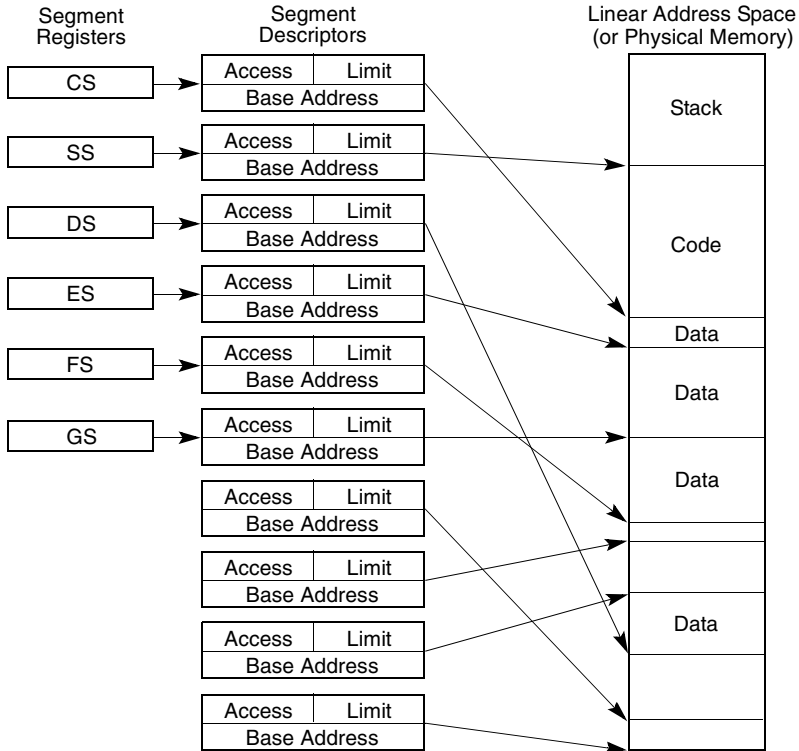 Segment
Registers
Segment
Descriptors
Linear Address Space
(or Physical Memory)
CS
Access Limit
Base Address
Stack
SS
Access Limit
Base Address
DS
Access Limit
Base Address
Code
ES
Access Limit
Base Address
Data
FS
Access Limit
Base Address
Data
GS
Access Limit
Base Address
Data
Access Limit
Base Address
Access Limit
Base Address
Access Limit
Base Address
Data
Access Limit
Base Address